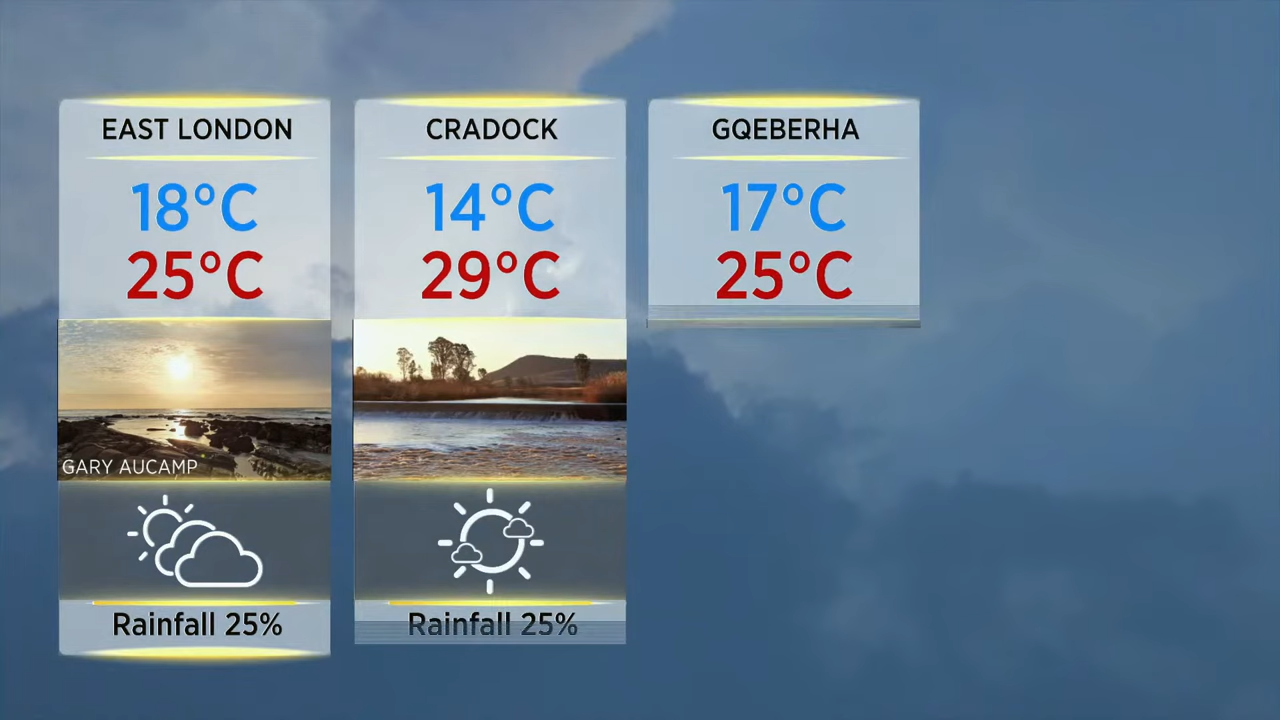 EAST LONDON
18°C
25°C
GARY AUCAMP
Rainfall 25%
CRADOCK
14°C
29°C
Rainfall 25%
GQEBERHA
17°C
25°C